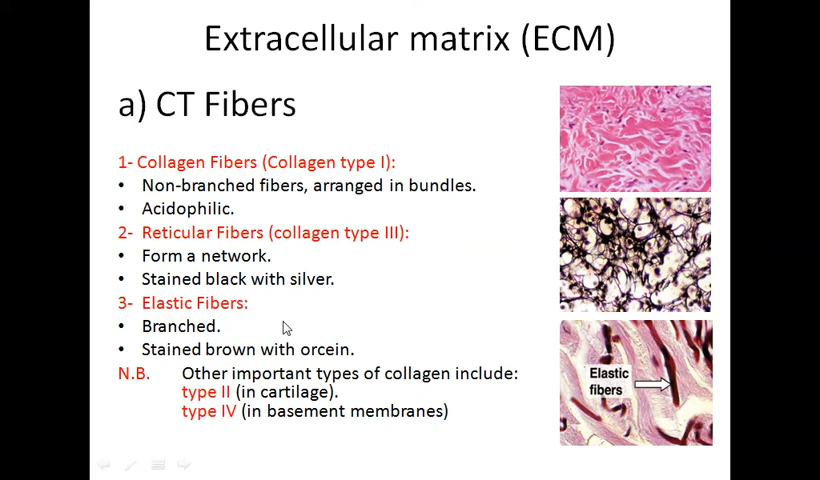 Extracellular matrix (ECM)
a) CT Fibers
1- Collagen Fibers (Collagen type I):
• Non-branched fibers, arranged in bundles.
• Acidophilic.
2- Reticular Fibers (collagen type III):
• Form a network.
• Stained black with silver.
3- Elastic Fibers:
• Branched.
• Stained brown with orcein.
N.B. Other important types of collagen include:
type II (in cartilage).
type IV (in basement membranes)
Elastic
fibers